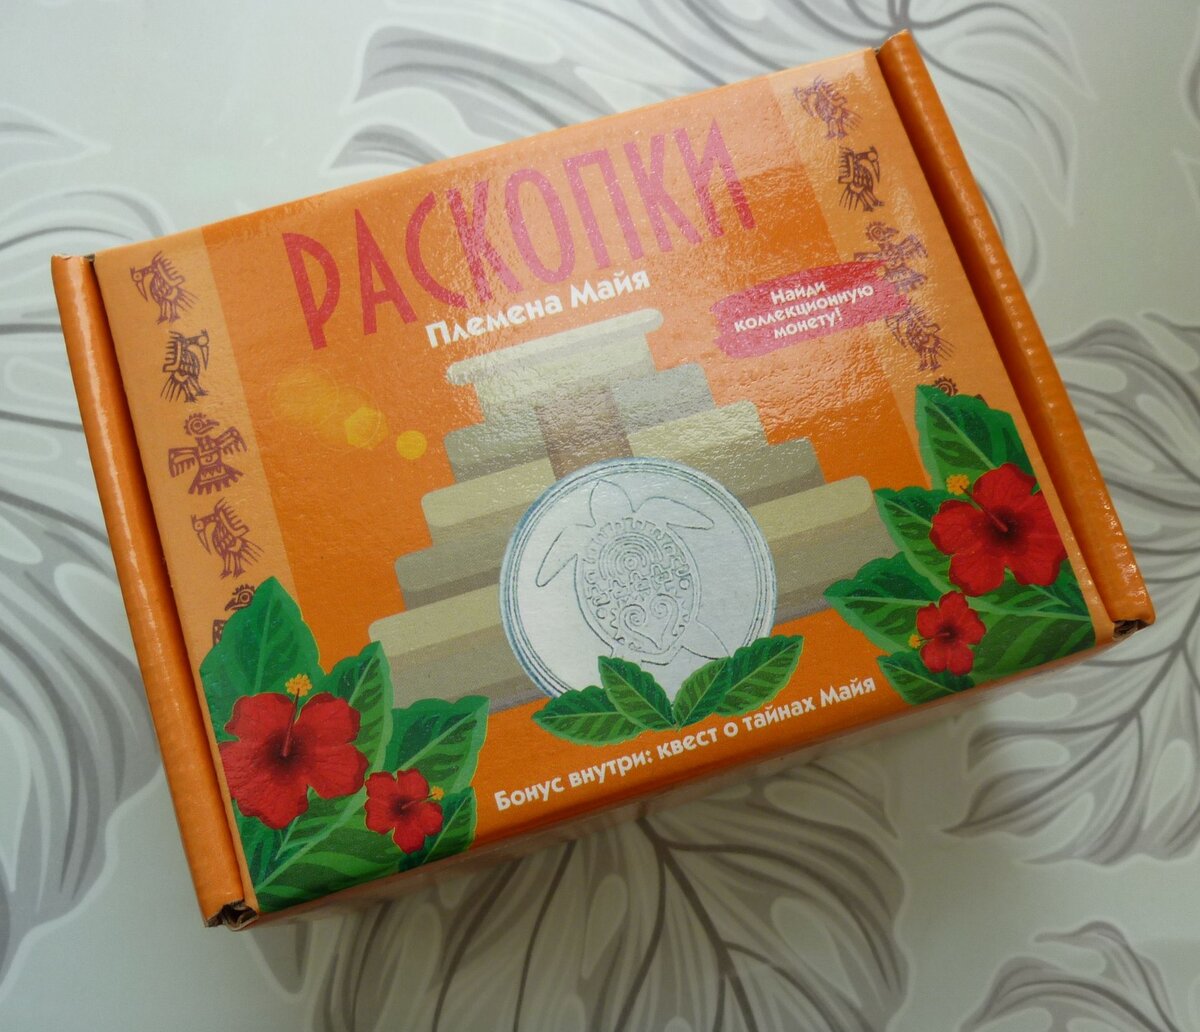 РАСКОПКИ
Племена Майя
Найди
коллекционную
монету!
Бонус внутри: квест о тайнах Майя